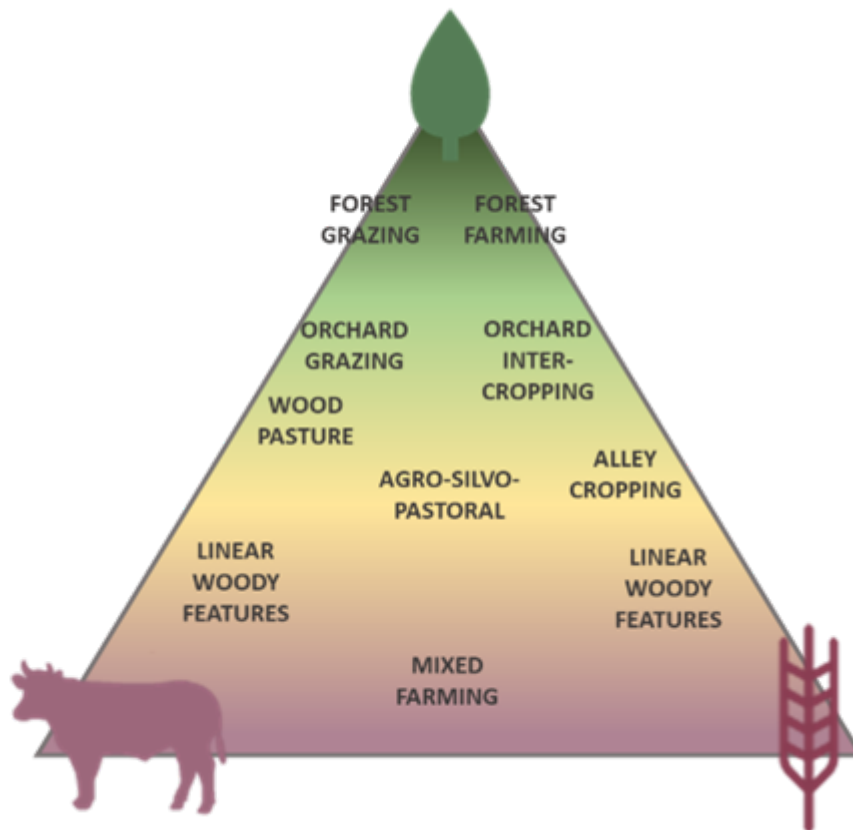 FOREST
GRAZING
FOREST
FARMING
ORCHARD
GRAZING
ORCHARD
INTER-
CROPPING
WOOD
PASTURE
AGRO-SILVO-
PASTORAL
ALLEY
CROPPING
LINEAR
WOODY
FEATURES
LINEAR
WOODY
FEATURES
MIXED
FARMING